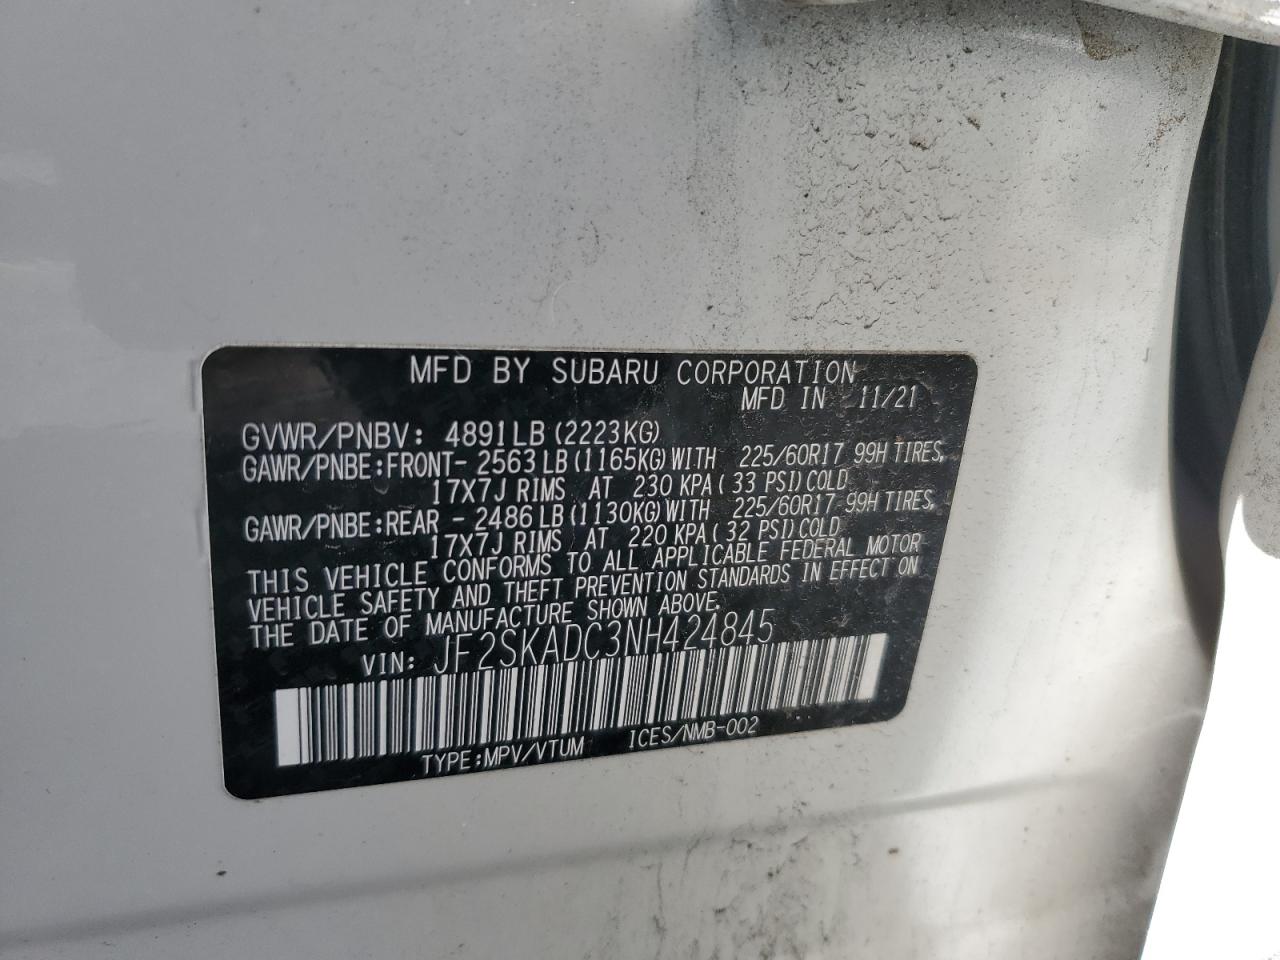 MFD BY SUBARU CORPORATION
MFD IN 11/21
GVWR/PNBV: 4891LB(2223KG)
GAWR/PNBE:FRONT- 2563LB(1165KG)WITH 225/60R17 99H TIRES,
17X7J RIMS AT 230 KPA(33 PSI)COLD
GAWR/PNBE:REAR - 2486LB(1130KG)WITH 225/60R17 99H TIRES,
17X7J RIMS AT 220 KPA(32 PSI)COLD
THIS VEHICLE CONFORMS TO ALL APPLICABLE FEDERAL MOTOR
VEHICLE SAFETY AND THEFT PREVENTION STANDARDS IN EFFECT ON
THE DATE OF MANUFACTURE SHOWN ABOVE.
VIN: JF2SKADC3NH424845
TYPE:MPV/VTUM ICES/NMB-002